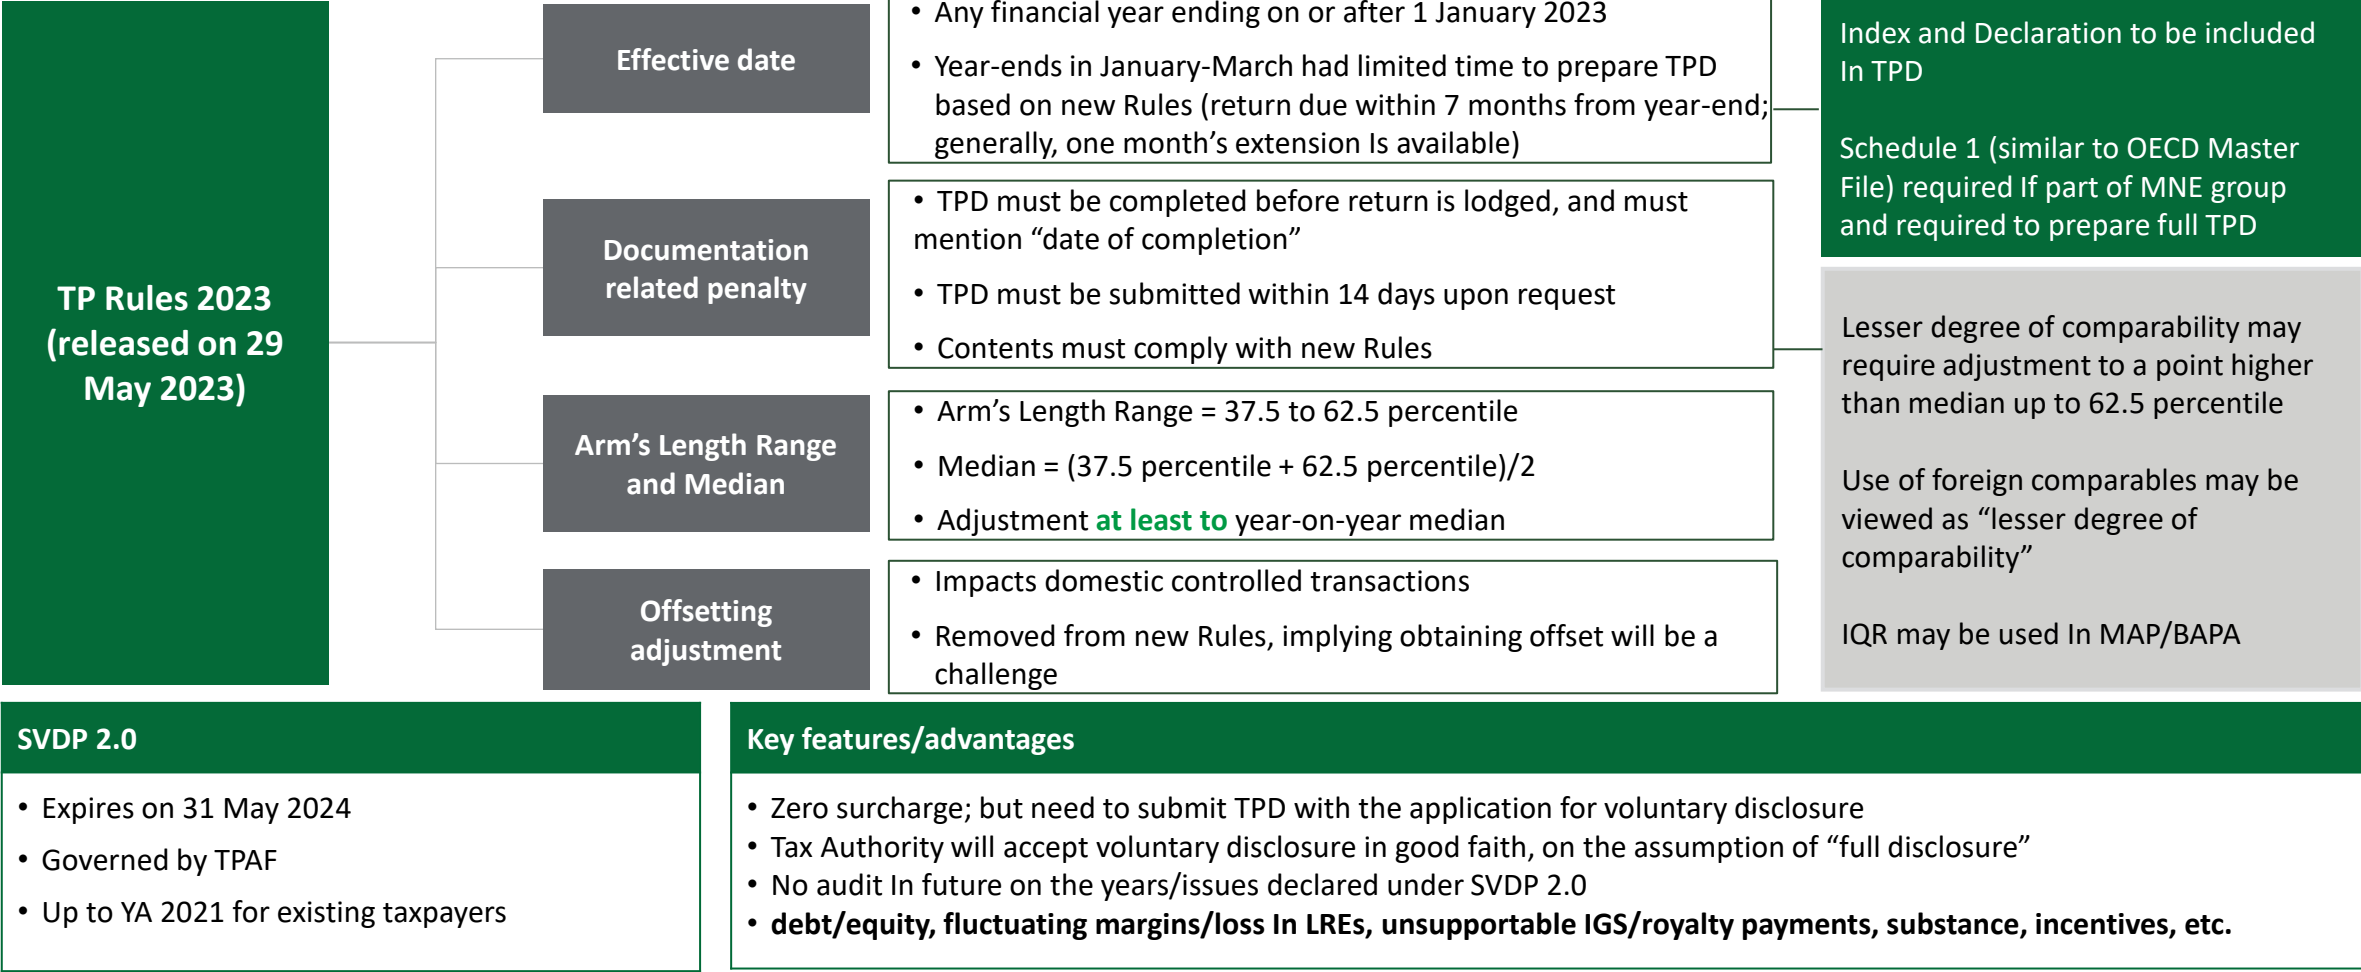 TP Rules 2023
(released on 29
May 2023)
Effective date
• Any financial year ending on or after 1 January 2023
• Year-ends in January-March had limited time to prepare TPD
based on new Rules (return due within 7 months from year-end;
generally, one month’s extension Is available)
Index and Declaration to be included
In TPD
Schedule 1 (similar to OECD Master
File) required If part of MNE group
and required to prepare full TPD
Documentation
related penalty
• TPD must be completed before return is lodged, and must
mention “date of completion”
• TPD must be submitted within 14 days upon request
• Contents must comply with new Rules
Lesser degree of comparability may
require adjustment to a point higher
than median up to 62.5 percentile
Use of foreign comparables may be
viewed as “lesser degree of
comparability”
IQR may be used In MAP/BAPA
Arm’s Length Range
and Median
• Arm’s Length Range = 37.5 to 62.5 percentile
• Median = (37.5 percentile + 62.5 percentile)/2
• Adjustment at least to year-on-year median
Offsetting
adjustment
• Impacts domestic controlled transactions
• Removed from new Rules, implying obtaining offset will be a
challenge
SVDP 2.0
• Expires on 31 May 2024
• Governed by TPAF
• Up to YA 2021 for existing taxpayers
Key features/advantages
• Zero surcharge; but need to submit TPD with the application for voluntary disclosure
• Tax Authority will accept voluntary disclosure in good faith, on the assumption of “full disclosure”
• No audit In future on the years/issues declared under SVDP 2.0
• debt/equity, fluctuating margins/loss In LREs, unsupportable IGS/royalty payments, substance, incentives, etc.